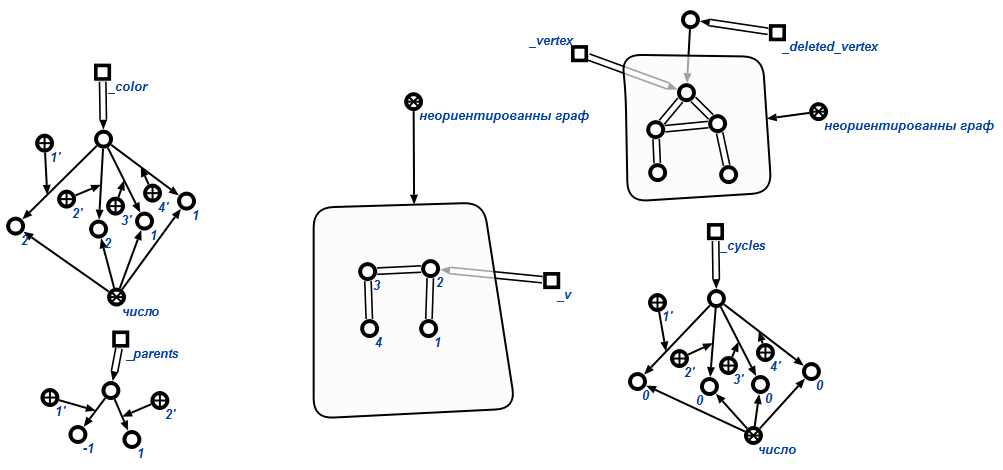 _vertex
_deleted_vertex
_color
неориентированны граф
неориентированны граф
1'
2'
3'
4'
1
2
2
1
число
_cycles
3
2
_v
4
1
1'
2'
3'
4'
0
0
0
0
число
_parents
1'
2'
-1
1